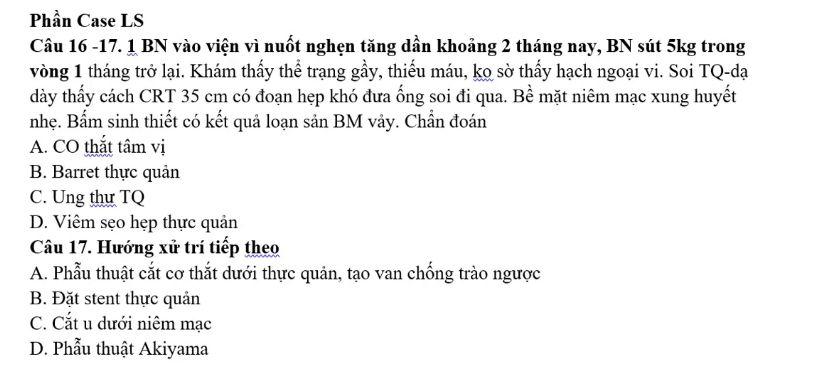 Phần Case LS
Câu 16 -17. 1 BN vào viện vì nuốt nghẹn tăng dần khoảng 2 tháng nay, BN sút 5kg trong
vòng 1 tháng trở lại. Khám thấy thể trạng gầy, thiếu máu, ko sờ thấy hạch ngoại vi. Soi TQ-dạ
dày thấy cách CRT 35 cm có đoạn hẹp khó đưa ống soi đi qua. Bề mặt niêm mạc xung huyết
nhẹ. Bấm sinh thiết có kết quả loạn sản BM vảy. Chẩn đoán
A. CO thắt tâm vị
B. Barret thực quản
C. Ung thư TQ
D. Viêm sẹo hẹp thực quản
Câu 17. Hướng xử trí tiếp theo
A. Phẫu thuật cắt cơ thắt dưới thực quản, tạo van chống trào ngược
B. Đặt stent thực quản
C. Cắt u dưới niêm mạc
D. Phẫu thuật Akiyama